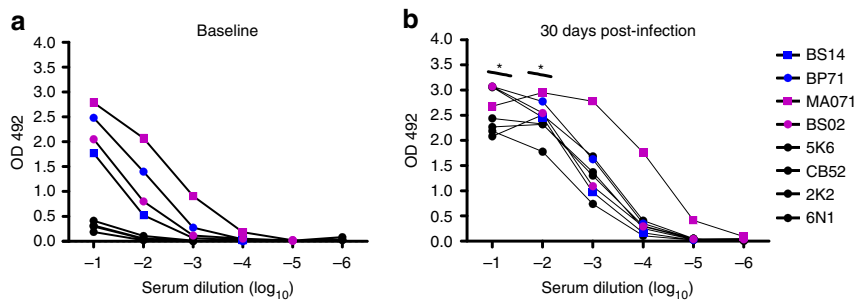 a
Baseline
OD 492
4.0
3.5
3.0
2.5
2.0
1.5
1.0
0.5
0.0
–1 –2 –3 –4 –5 –6
Serum dilution (log10)
b
30 days post-infection
OD 492
4.0
3.5
3.0
2.5
2.0
1.5
1.0
0.5
0.0
* *
–1 –2 –3 –4 –5 –6
Serum dilution (log10)
BS14
BP71
MA071
BS02
5K6
CB52
2K2
6N1